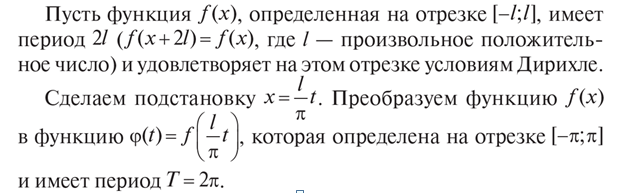 Пусть функция f(x), определенная на отрезке [–l;l], имеет
период 2l (f(x+2l)=f(x), где l — произвольное положитель-
ное число) и удовлетворяет на этом отрезке условиям Дирихле.
Сделаем подстановку x = l/π t. Преобразуем функцию f(x)
в функцию φ(t) = f(l/π t), которая определена на отрезке [–π;π]
и имеет период T = 2π.